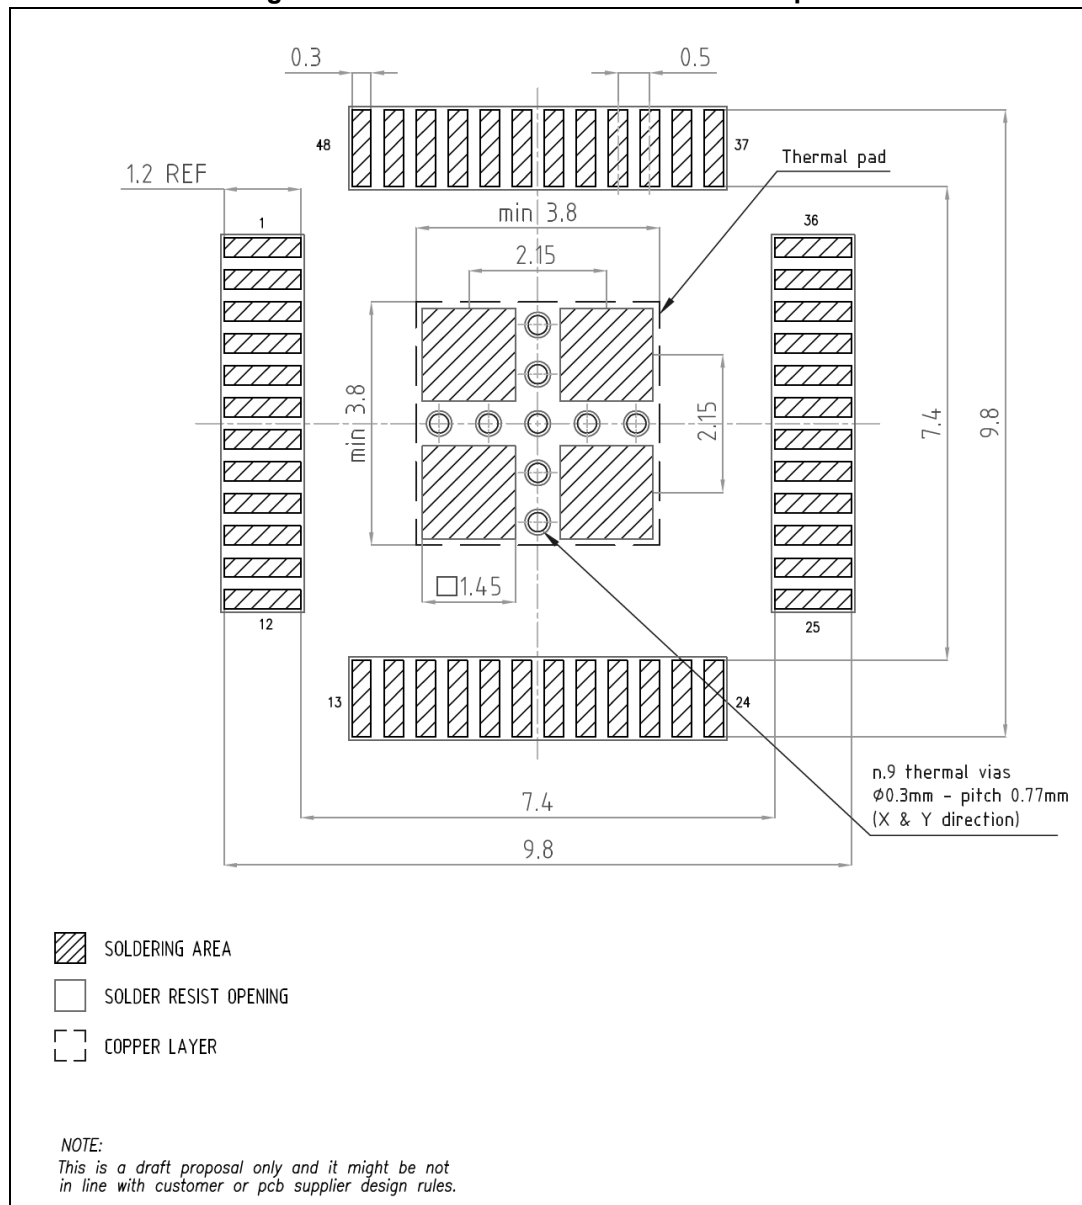 0.3
0.5
48
37
Thermal pad
1.2 REF
min 3.8
1
36
2.15
min 3.8
2.15
7.4
9.8
□1.45
12
25
13
24
n.9 thermal vias
Ø0.3mm - pitch 0.77mm
(X & Y direction)
7.4
9.8
SOLDERING AREA
SOLDER RESIST OPENING
COPPER LAYER
NOTE:
This is a draft proposal only and it might be not
in line with customer or pcb supplier design rules.